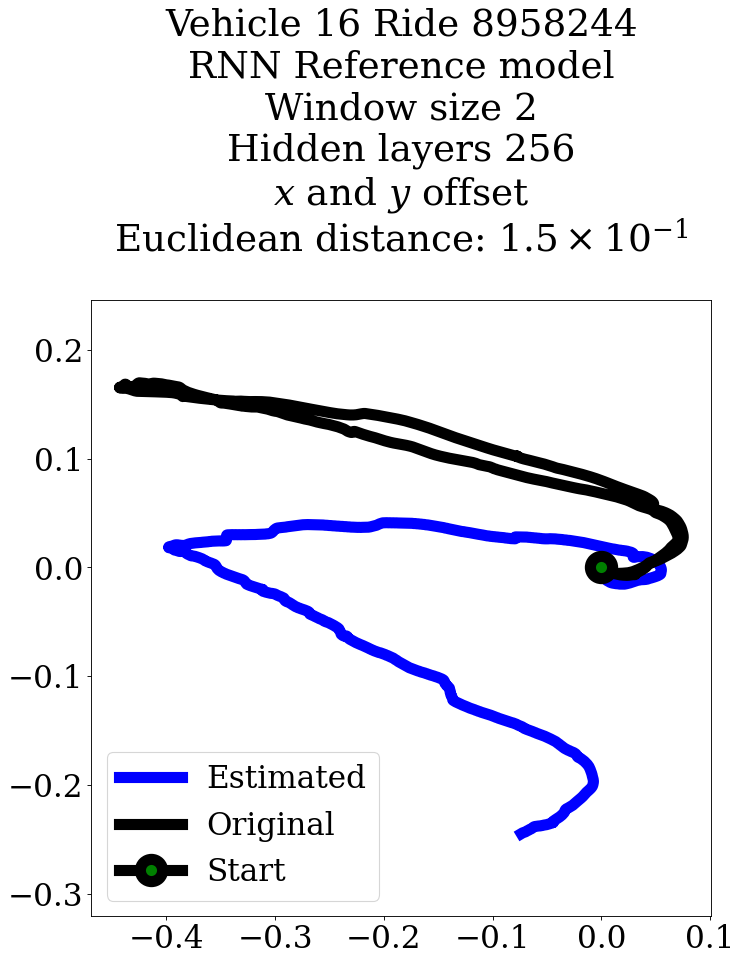 Vehicle 16 Ride 8958244
RNN Reference model
Window size 2
Hidden layers 256
x and y offset
Euclidean distance: 1.5 × 10⁻¹
0.2
0.1
0.0
−0.1
−0.2
−0.3
Estimated
Original
Start
−0.4 −0.3 −0.2 −0.1 0.0 0.1